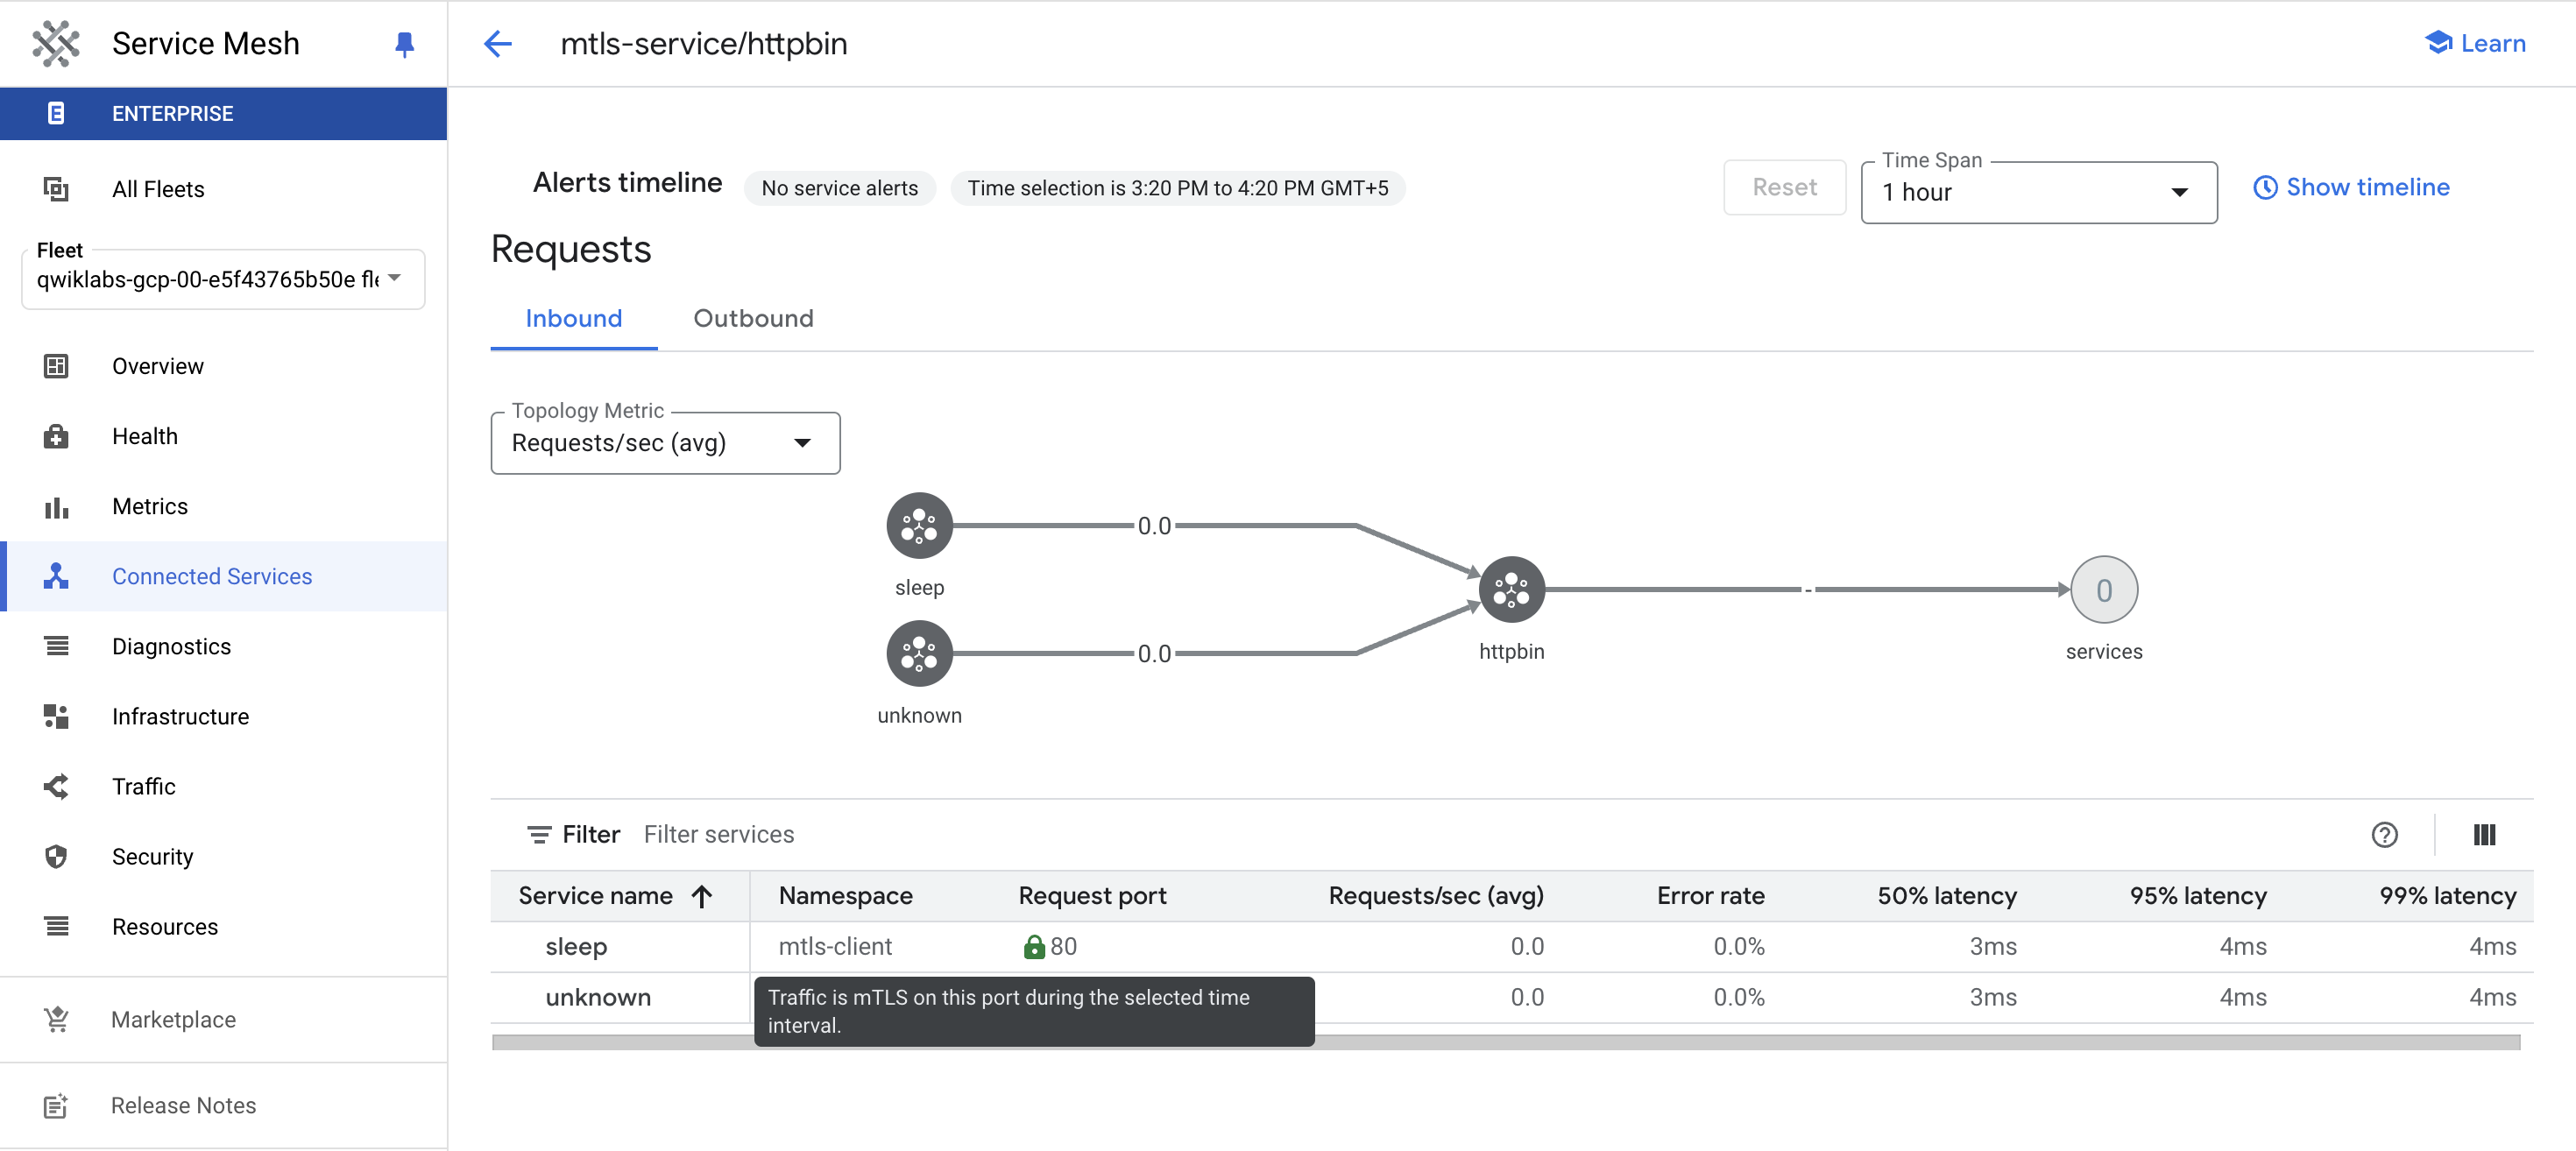 Service Mesh
mtls-service/httpbin
Learn
ENTERPRISE
All Fleets
Fleet
qwiklabs-gcp-00-e5f43765b50e fle
Overview
Health
Metrics
Connected Services
Diagnostics
Infrastructure
Traffic
Security
Resources
Marketplace
Release Notes
Alerts timeline No service alerts Time selection is 3:20 PM to 4:20 PM GMT+5
Reset
Time Span
1 hour
Show timeline
Requests
Inbound Outbound
Topology Metric
Requests/sec (avg)
0.0
sleep
0.0
unknown
httpbin
-
0
services
Filter Filter services
Service name Namespace Request port Requests/sec (avg) Error rate 50% latency 95% latency 99% latency
sleep mtls-client 80 0.0 0.0% 3ms 4ms 4ms
unknown 0.0 0.0% 3ms 4ms 4ms
Traffic is mTLS on this port during the selected time
interval.